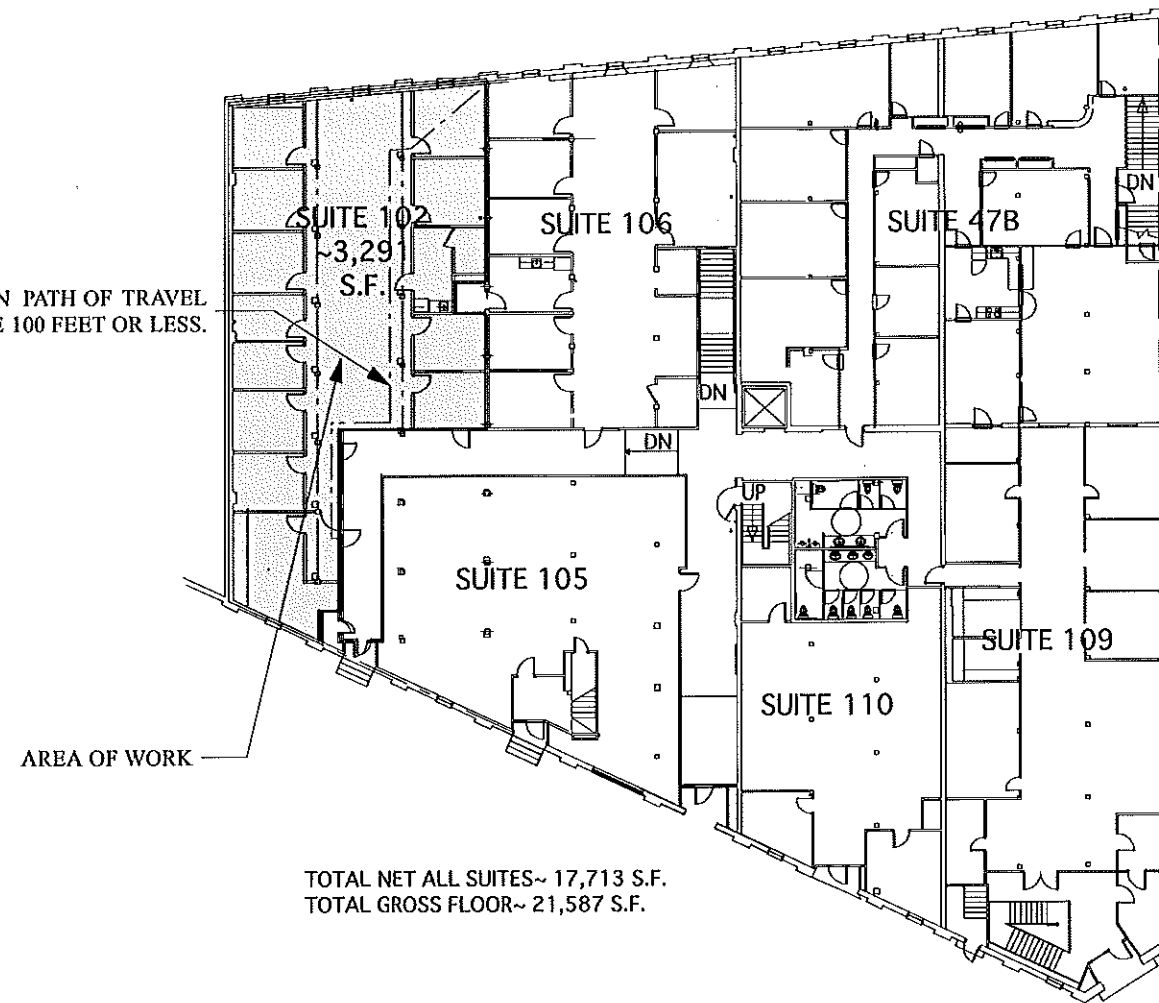 SUITE 102
~3,291
S.F.
SUITE 106
SUITE 47B
DN
PATH OF TRAVEL
100 FEET OR LESS.
DN
DN
UP
SUITE 105
SUITE 109
SUITE 110
AREA OF WORK
TOTAL NET ALL SUITES~ 17,713 S.F.
TOTAL GROSS FLOOR~ 21,587 S.F.